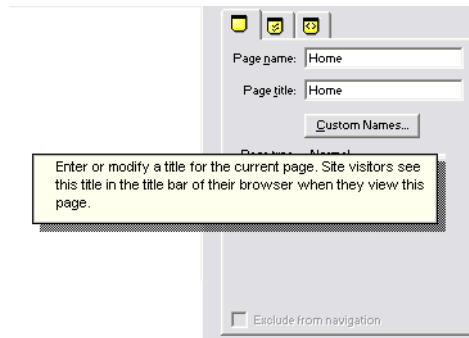 Page name: Home
Page title: Home
Custom Names...
Enter or modify a title for the current page. Site visitors see
this title in the title bar of their browser when they view this
page.
Exclude from navigation